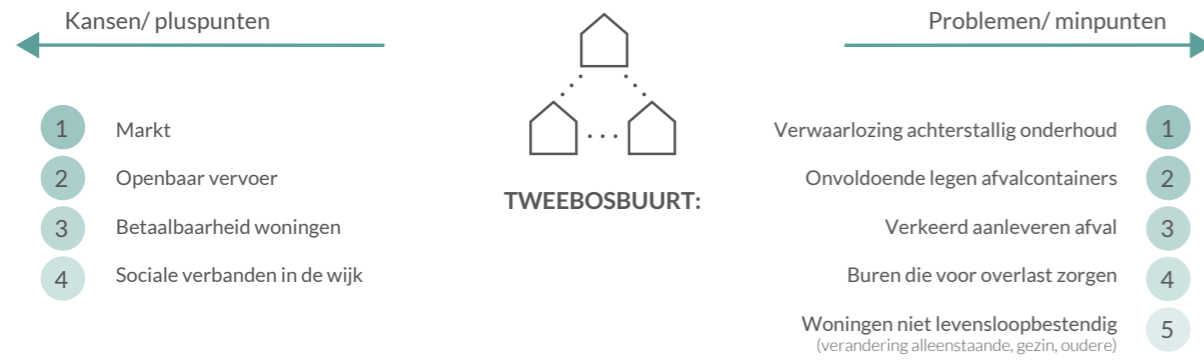 Kansen/ pluspunten
1 Markt
2 Openbaar vervoer
3 Betaalbaarheid woningen
4 Sociale verbanden in de wijk
TWEEBOSBUURT:
Problemen/ minpunten
Verwaarlozing achterstallig onderhoud 1
Onvoldoende legen afvalcontainers 2
Verkeerd aanleveren afval 3
Buren die voor overlast zorgen 4
Woningen niet levensloopbestendig 5
(verandering alleenstaande, gezin, oudere)